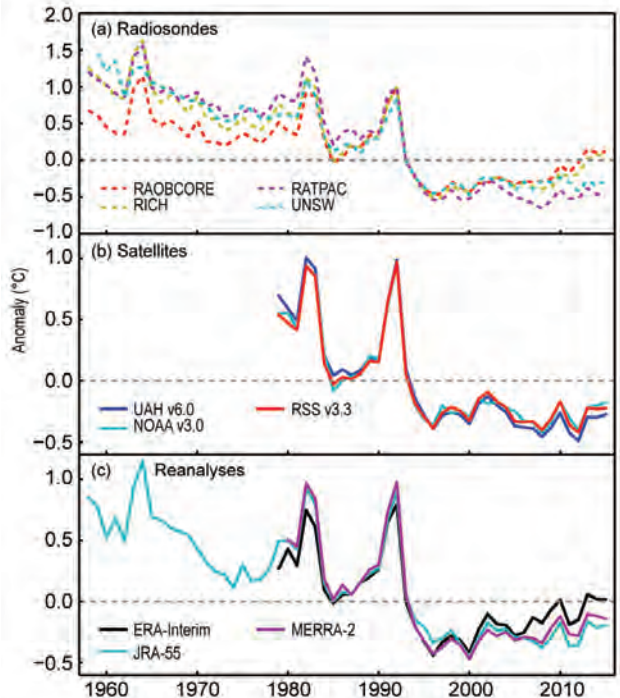 2.0
(a) Radiosondes
1.5
1.0
0.5
0.0
−0.5
−1.0
RAOBCORE
RATPAC
RICH
UNSW
Anomaly (°C)
(b) Satellites
1.0
0.5
0.0
−0.5
UAH v6.0
RSS v3.3
NOAA v3.0
(c) Reanalyses
1.0
0.5
0.0
−0.5
ERA-Interim
MERRA-2
JRA-55
1960 1970 1980 1990 2000 2010